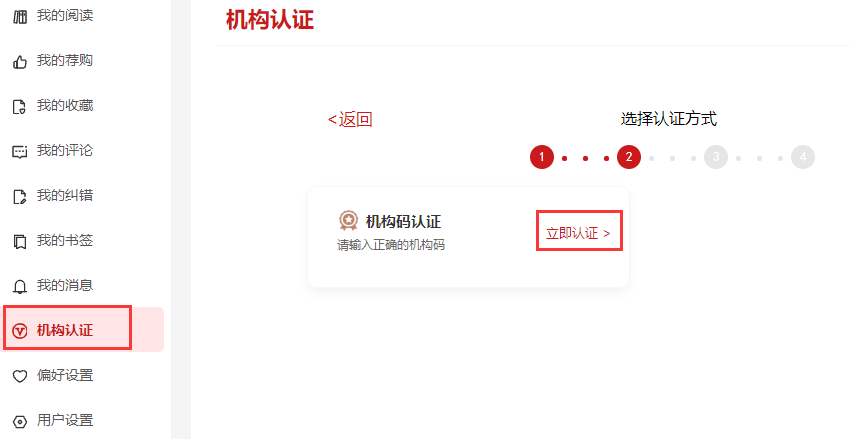 我的阅读
我的荐购
我的收藏
我的评论
我的纠错
我的书签
我的消息
机构认证
偏好设置
用户设置
机构认证
<返回
选择认证方式
1 2 3 4
机构码认证
请输入正确的机构码
立即认证 >